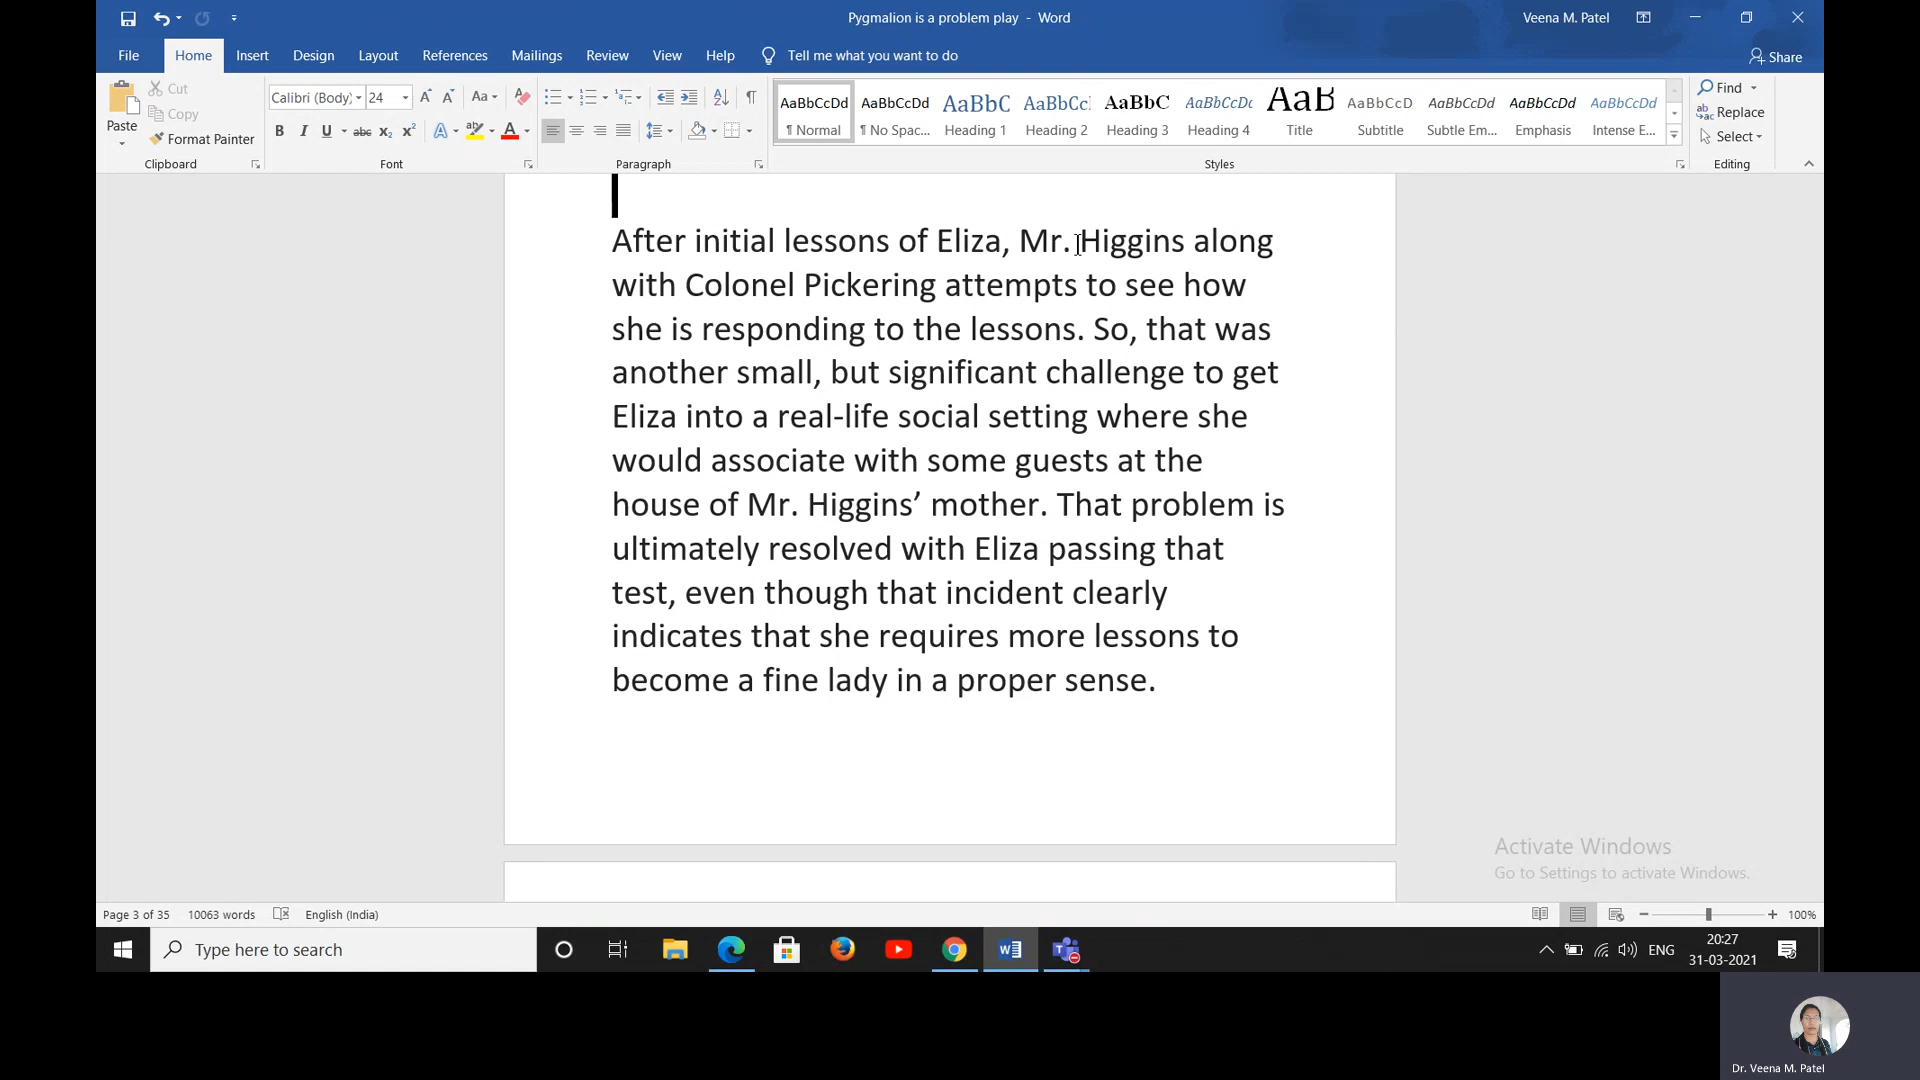 Pygmalion is a problem play - Word
Veena M. Patel
File Home Insert Design Layout References Mailings Review View Help Tell me what you want to do
Share
Paste
Cut
Copy
Format Painter
Clipboard
Calibri (Body) 24
Aa
B I U abc x₂ x² A A
Font
Paragraph
AaBbCcDd AaBbCcDd AaBbC AaBbCc AaBbC AaBbCcDc AaB AaBbCcD AaBbCcDd AaBbCcDd AaBbCcDd
¶ Normal ¶ No Spac... Heading 1 Heading 2 Heading 3 Heading 4 Title Subtitle Subtle Em... Emphasis Intense E...
Styles
Find
Replace
Select
Editing
After initial lessons of Eliza, Mr. Higgins along
with Colonel Pickering attempts to see how
she is responding to the lessons. So, that was
another small, but significant challenge to get
Eliza into a real-life social setting where she
would associate with some guests at the
house of Mr. Higgins’ mother. That problem is
ultimately resolved with Eliza passing that
test, even though that incident clearly
indicates that she requires more lessons to
become a fine lady in a proper sense.
Activate Windows
Go to Settings to activate Windows.
Page 3 of 35 10063 words English (India)
100%
Type here to search
ENG
20:27
31-03-2021
Dr. Veena M. Patel